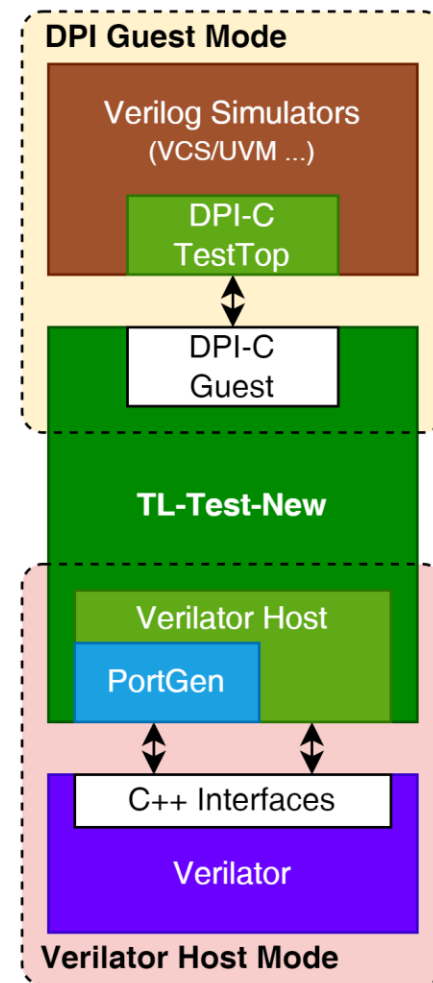 DPI Guest Mode
Verilog Simulators
(VCS/UVM ...)
DPI-C
TestTop
DPI-C
Guest
TL-Test-New
Verilator Host
PortGen
C++ Interfaces
Verilator
Verilator Host Mode